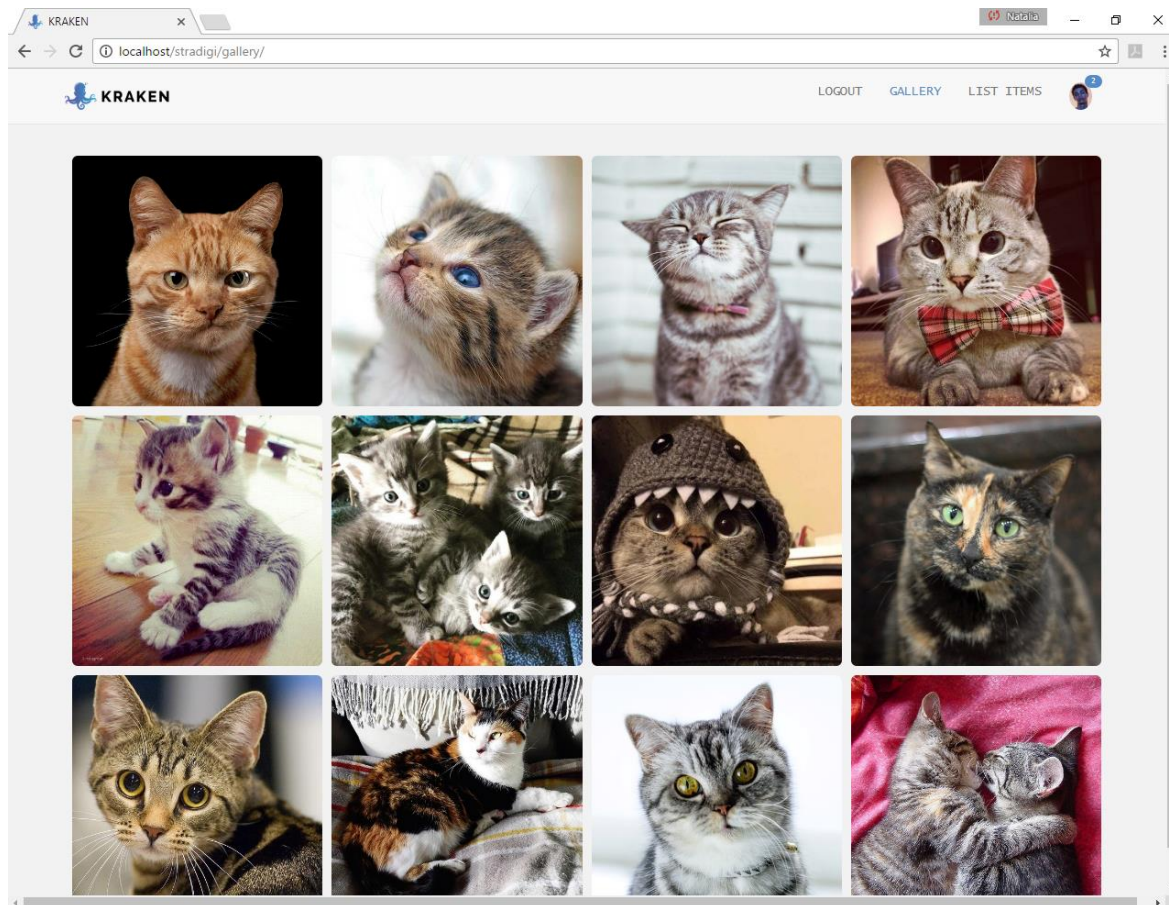 KRAKEN
Natalia
localhost/stradigi/gallery/
KRAKEN
LOGOUT GALLERY LIST ITEMS
2